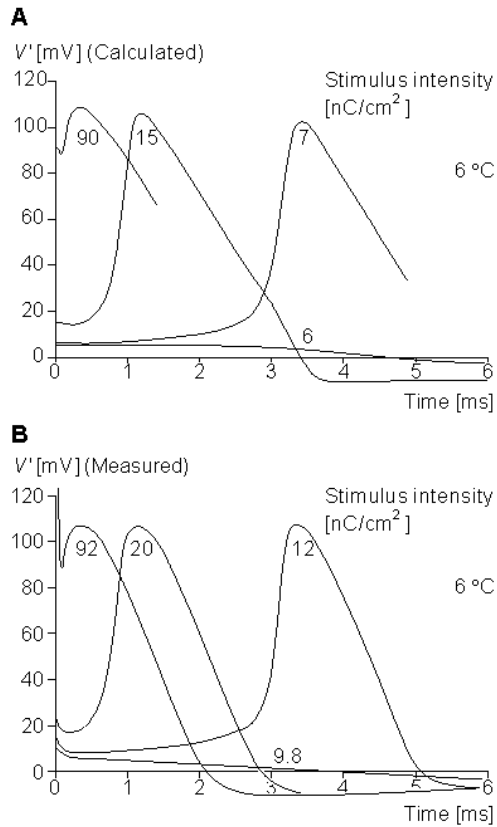 A
V' [mV] (Calculated)
120
Stimulus intensity
[nC/cm²]
100
90
15
7
80
6 ºC
60
40
20
6
0
0 1 2 3 4 5 6
Time [ms]
B
V' [mV] (Measured)
120
Stimulus intensity
[nC/cm²]
100
92
20
12
80
6 ºC
60
40
20
9.8
0
0 1 2 3 4 5 6
Time [ms]